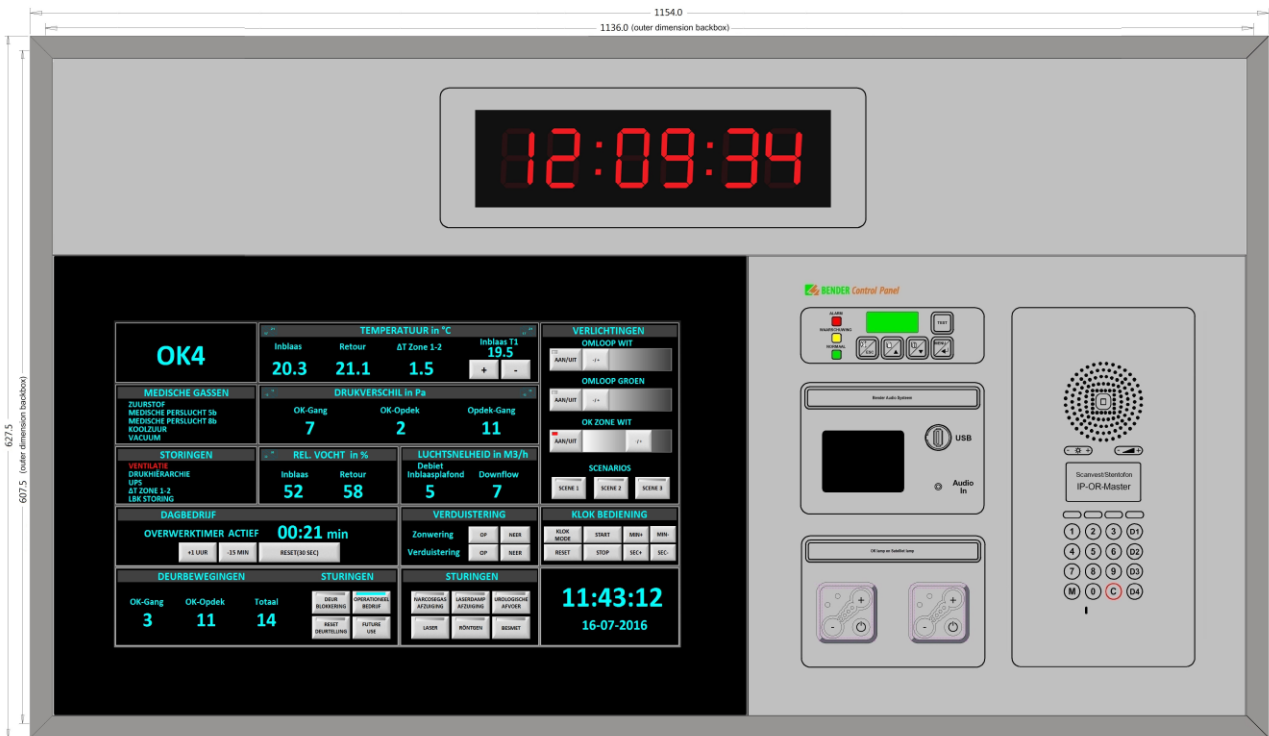 1154.0
1136.0 (outer dimension backbox)
627.5
607.5 (outer dimension backbox)
12:09:34
BENDER Control Panel
ALARM
WAARSCHUWING
NORMAAL
TEST
ESC
MENU
Bender Audio Systeem
USB
Audio
In
OK lamp en Satelliet lamp
+ +
- -
Scanvest/Stentofon
IP-OR-Master
1 2 3 D1
4 5 6 D2
7 8 9 D3
M 0 C D4
OK4
TEMPERATUUR in °C
Inblaas Retour ΔT Zone 1-2 Inblaas T1
20.3 21.1 1.5 19.5
+ -
MEDISCHE GASSEN
ZUURSTOF
MEDISCHE PERSLUCHT 5b
MEDISCHE PERSLUCHT 8b
KOOLZUUR
VACUUM
DRUKVERSCHIL in Pa
OK-Gang OK-Opdek Opdek-Gang
7 2 11
STORINGEN
VENTILATIE
DRUKHIËRARCHIE
UPS
ΔT ZONE 1-2
LBK STORING
REL. VOCHT in %
Inblaas Retour
52 58
LUCHTSNELHEID in M3/h
Debiet
Inblaasplafond Downflow
5 7
VERLICHTINGEN
OMLOOP WIT
AAN/UIT -/+
OMLOOP GROEN
AAN/UIT -/+
OK ZONE WIT
AAN/UIT -/+
SCENARIOS
SCENE 1 SCENE 2 SCENE 3
DAGBEDRIJF
OVERWERKTIMER ACTIEF 00:21 min
+1 UUR -15 MIN RESET(30 SEC)
VERDUISTERING
Zonwering OP NEER
Verduistering OP NEER
KLOK BEDIENING
KLOK MODE START MIN+ MIN-
RESET STOP SEC+ SEC-
DEURBEWEGINGEN STURINGEN
OK-Gang OK-Opdek Totaal
3 11 14
DEUR BLOKKERING OPERATIONEEL BEDRIJF
RESET DEURTELLING FUTURE USE
STURINGEN
NARCOSEGAS AFZUIGING LASERDAMP AFZUIGING UROLOGISCHE AFVOER
LASER RÖNTGEN BESMET
11:43:12
16-07-2016